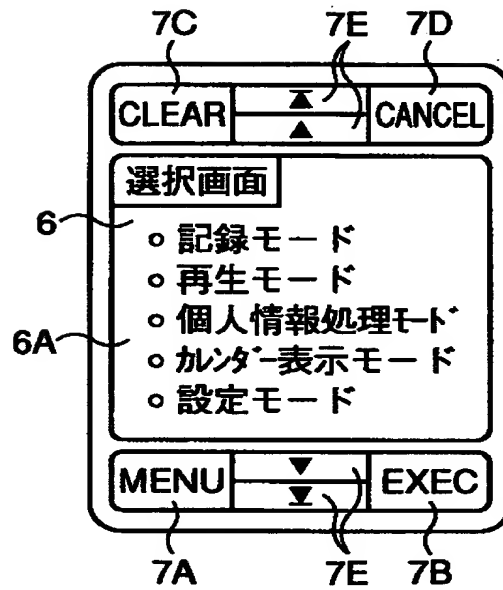 7C 7E 7D
CLEAR ▲ CANCEL
▲
選択画面
6
○ 記録モード
○ 再生モード
○ 個人情報処理ﾓｰﾄﾞ
6A
○ ｶﾚﾝﾀﾞｰ表示モード
○ 設定モード
MENU ▼ EXEC
▼
7A 7E 7B